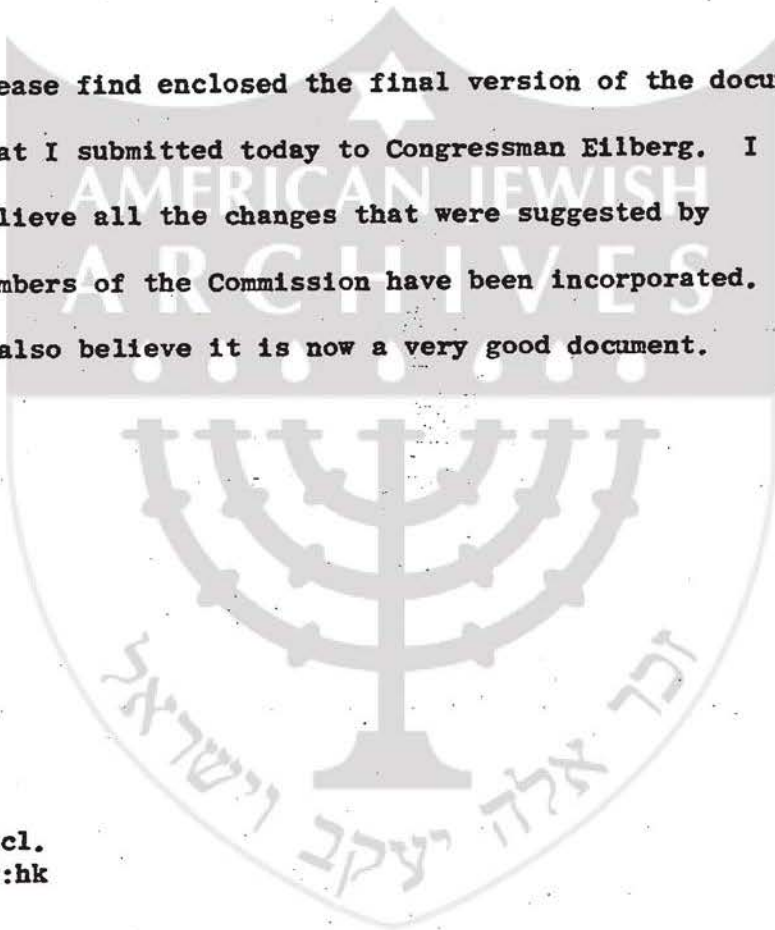 ease find enclosed the final version of the docu
at I submitted today to Congressman Eilberg. I
lieve all the changes that were suggested by
AMERICAN JEWISH
mbers of the Commission have been incorporated.
ARCHIVES
also believe it is now a very good document.
זכר אלה יעקב וישראל
cl.
:hk